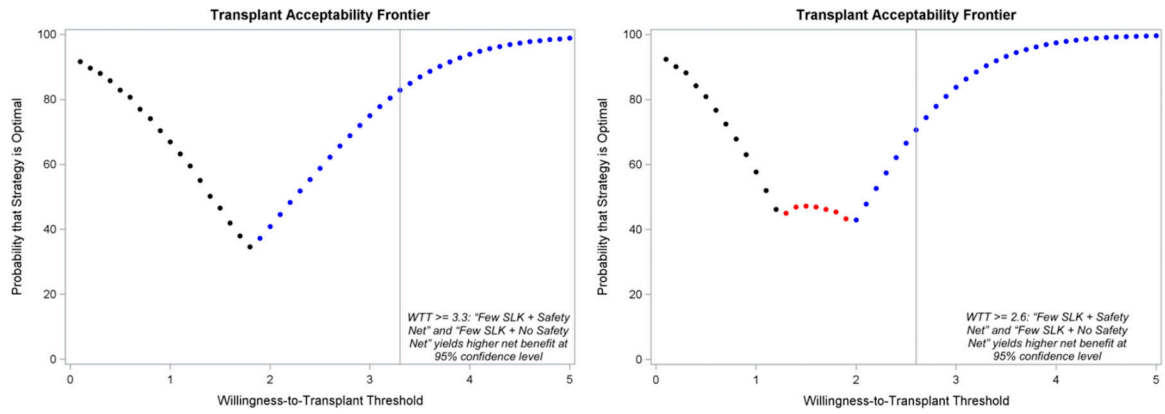 Transplant Acceptability Frontier
Probability that Strategy is Optimal
100
80
60
40
20
0
WTT >= 3.3: “Few SLK + Safety
Net” and “Few SLK + No Safety
Net” yields higher net benefit at
95% confidence level
0 1 2 3 4 5
Willingness-to-Transplant Threshold
Transplant Acceptability Frontier
Probability that Strategy is Optimal
100
80
60
40
20
0
WTT >= 2.6: “Few SLK + Safety
Net” and “Few SLK + No Safety
Net” yields higher net benefit at
95% confidence level
0 1 2 3 4 5
Willingness-to-Transplant Threshold